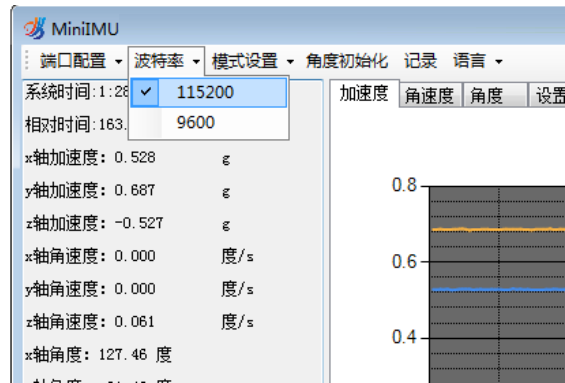 MiniIMU
端口配置 波特率 模式设置 角度初始化 记录 语言
115200
9600
系统时间:1:28
相对时间:163.
x轴加速度: 0.528 g
y轴加速度: 0.687 g
z轴加速度: -0.527 g
x轴角速度: 0.000 度/s
y轴角速度: 0.000 度/s
z轴角速度: 0.061 度/s
x轴角度: 127.46 度
加速度 角速度 角度 设置
0.8
0.6
0.4